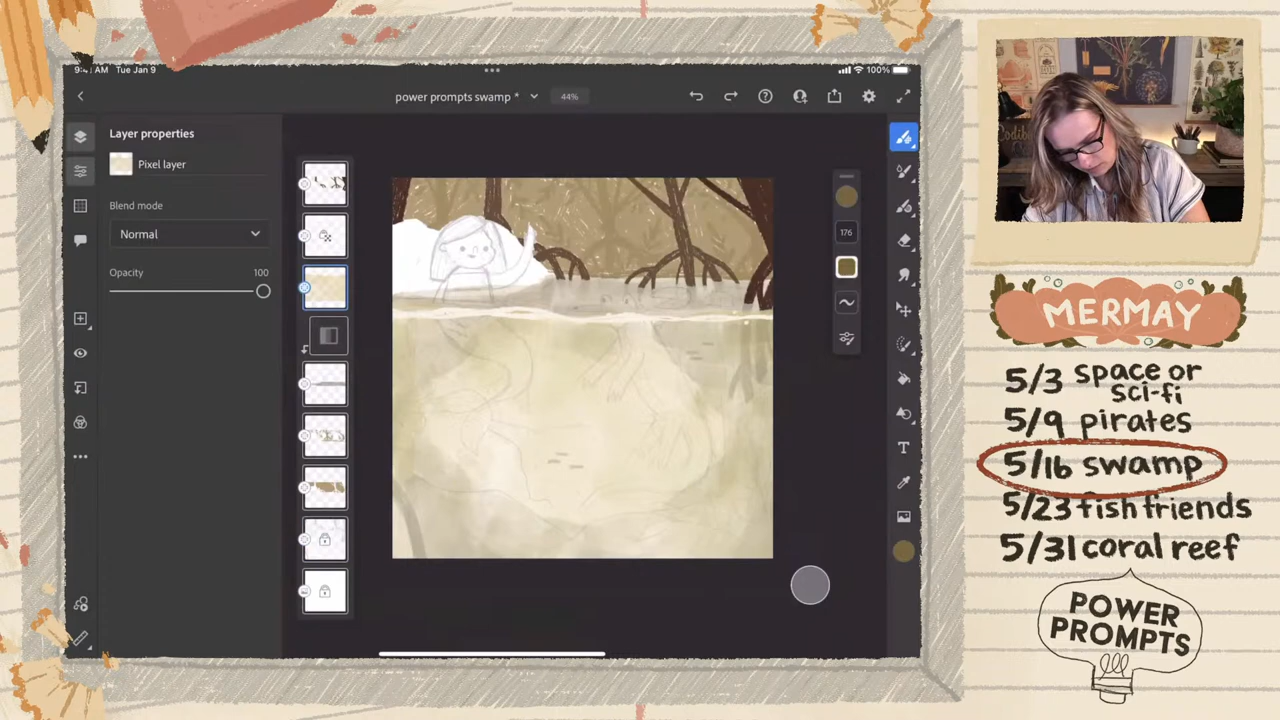 9:41 AM Tue Jan 9
100%
power prompts swamp *
44%
Layer properties
Pixel layer
Blend mode
Normal
Opacity
100
176
T
MERMAY
5/3 space or
sci-fi
5/9 pirates
5/16 swamp
5/23 fish friends
5/31 coral reef
POWER
PROMPTS